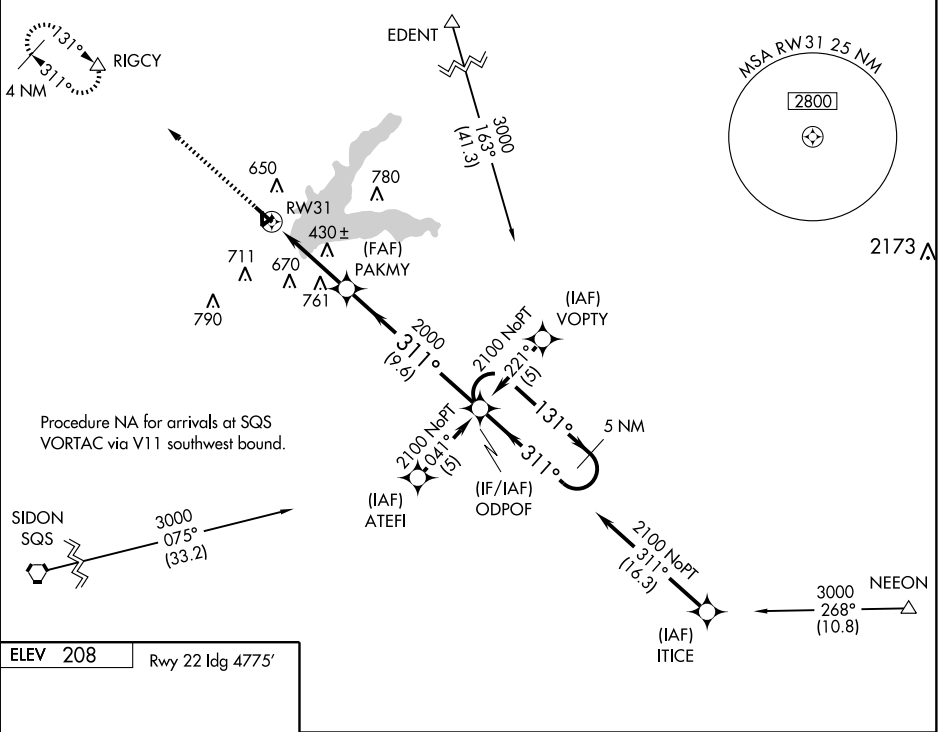 131°
RIGCY
311°
4 NM
EDENT
3000
163°
(41.3)
MSA RW31 25 NM
2800
650
780
RW31
430±
(FAF)
PAKMY
711
670
761
790
2173
(IAF)
VOPTY
2100 NoPT
221°
(5)
2000
311°
(9.6)
131°
5 NM
Procedure NA for arrivals at SQS
VORTAC via V11 southwest bound.
2100 NoPT
041°
(5)
311°
(IAF)
ATEFI
(IF/IAF)
ODPOF
SIDON
SQS
3000
075°
(33.2)
2100 NoPT
311°
(16.3)
NEEON
3000
268°
(10.8)
(IAF)
ITICE
ELEV 208
Rwy 22 ldg 4775'